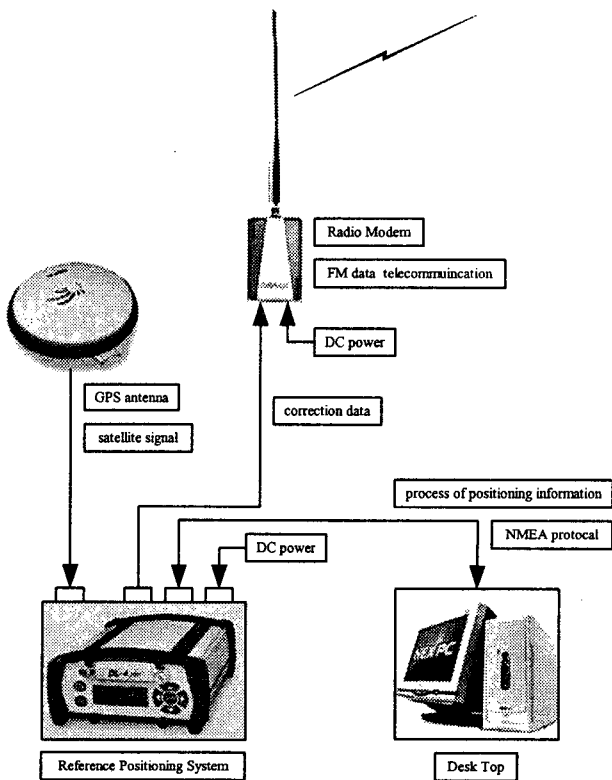 Radio Modem
FM data telecommuincation
DC power
GPS antenna
correction data
satellite signal
process of positioning information
NMEA protocal
DC power
PC
Reference Positioning System
Desk Top